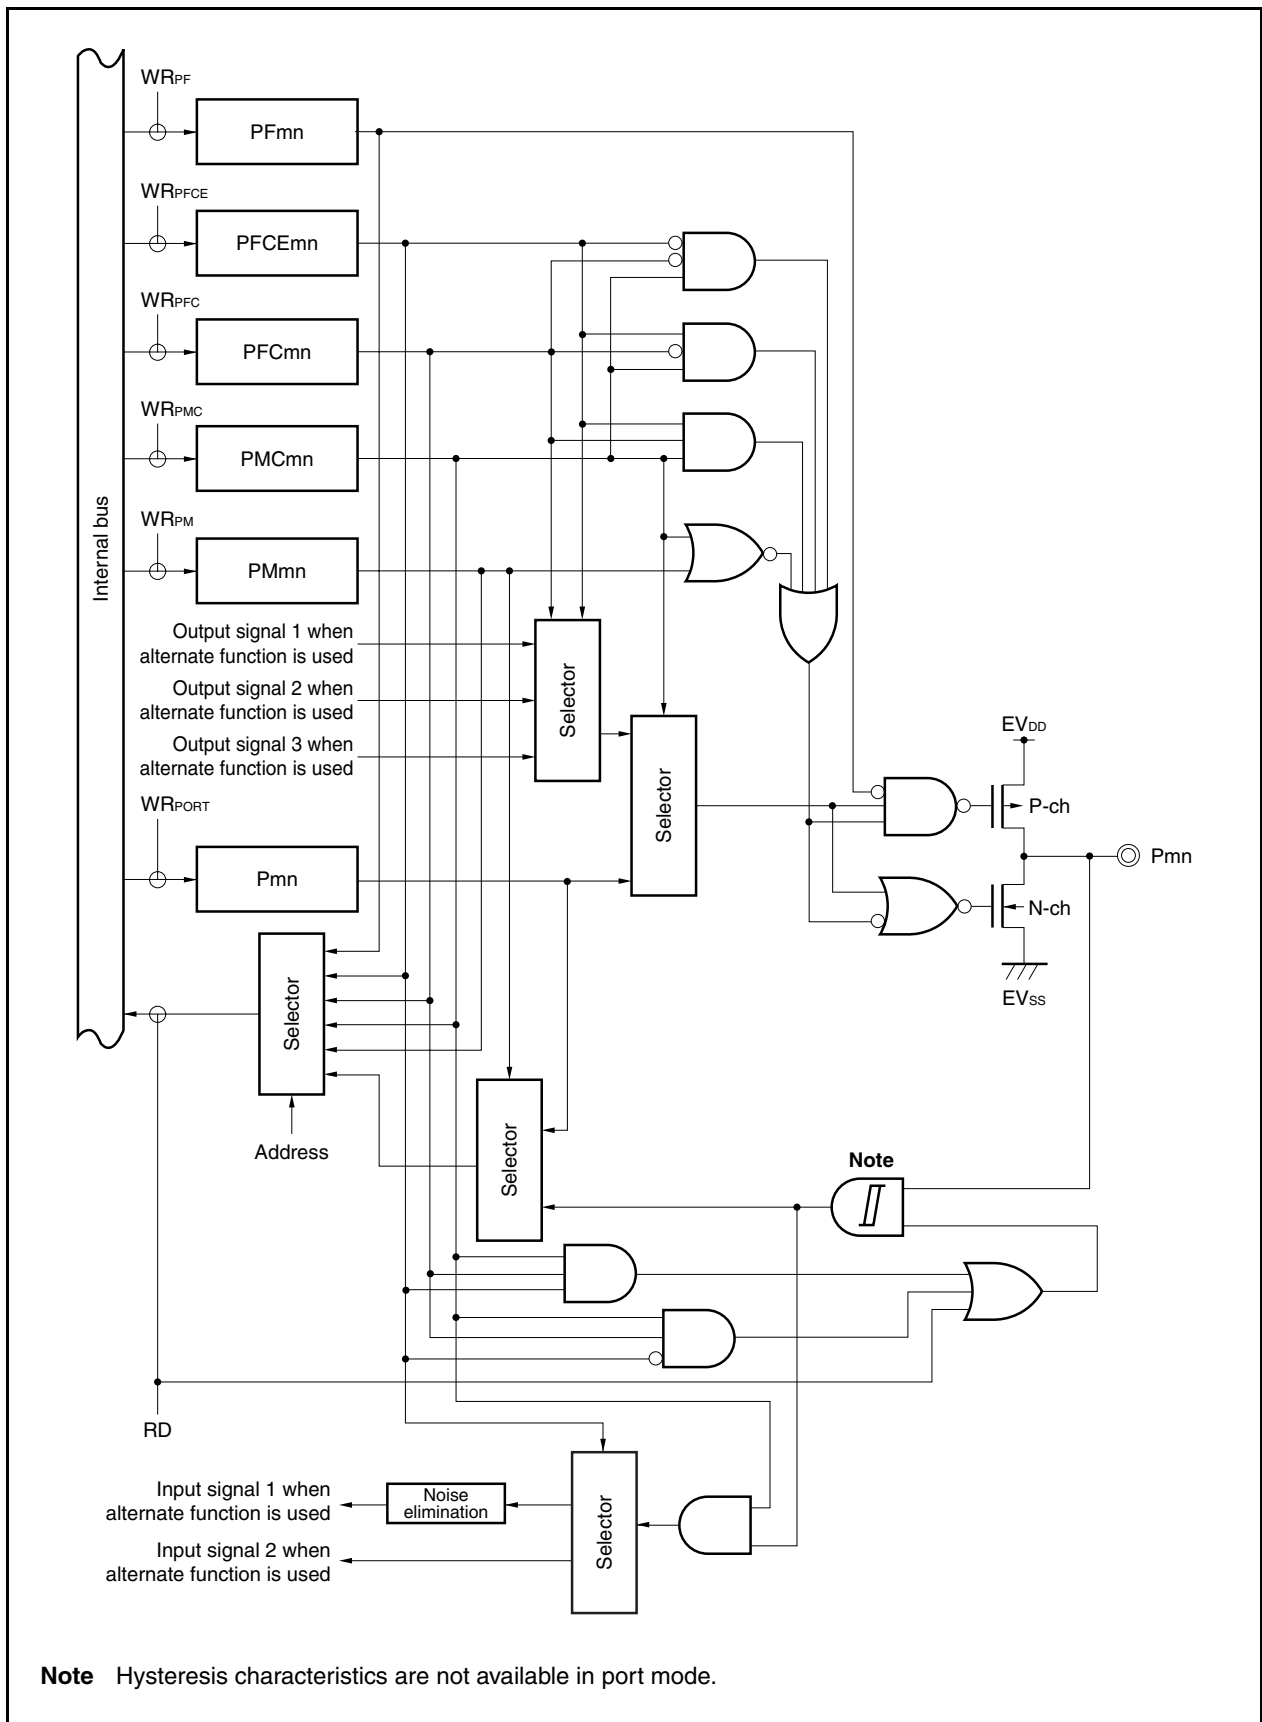 WRPF
PFmn
WRPFCE
PFCEmn
WRPFC
PFCmn
WRPMC
PMCmn
Internal bus
WRPM
PMmn
Output signal 1 when
alternate function is used
Output signal 2 when
alternate function is used
Output signal 3 when
alternate function is used
Selector
Selector
WRPORT
Pmn
EVDD
P-ch
Pmn
N-ch
EVSS
Selector
Address
Selector
Note
RD
Input signal 1 when
alternate function is used
Noise
elimination
Input signal 2 when
alternate function is used
Selector
Note Hysteresis characteristics are not available in port mode.